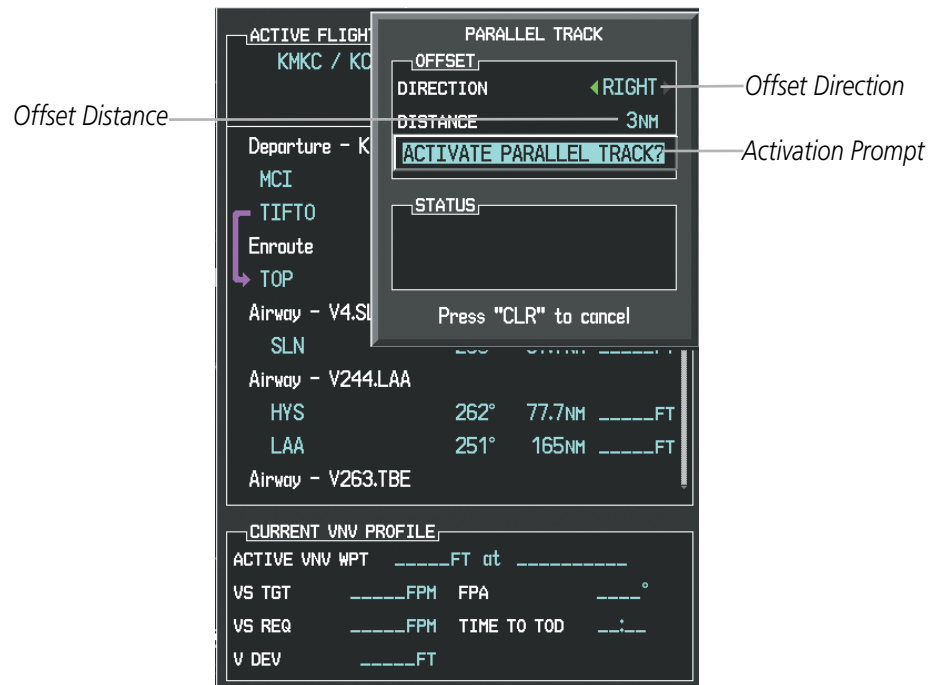 ACTIVE FLIGHT
KMKC / KC
PARALLEL TRACK
OFFSET
DIRECTION RIGHT
Offset Direction
Offset Distance
DISTANCE 3NM
ACTIVATE PARALLEL TRACK?
Activation Prompt
STATUS
Press "CLR" to cancel
Departure - K
MCI
TIFTO
Enroute
TOP
Airway - V4.SL
SLN _____FT
Airway - V244.LAA
HYS 262° 77.7NM _____FT
LAA 251° 165NM _____FT
Airway - V263.TBE
CURRENT VNV PROFILE
ACTIVE VNV WPT _____FT at __________
VS TGT _____FPM FPA ____°
VS REQ _____FPM TIME TO TOD __:__
V DEV _____FT